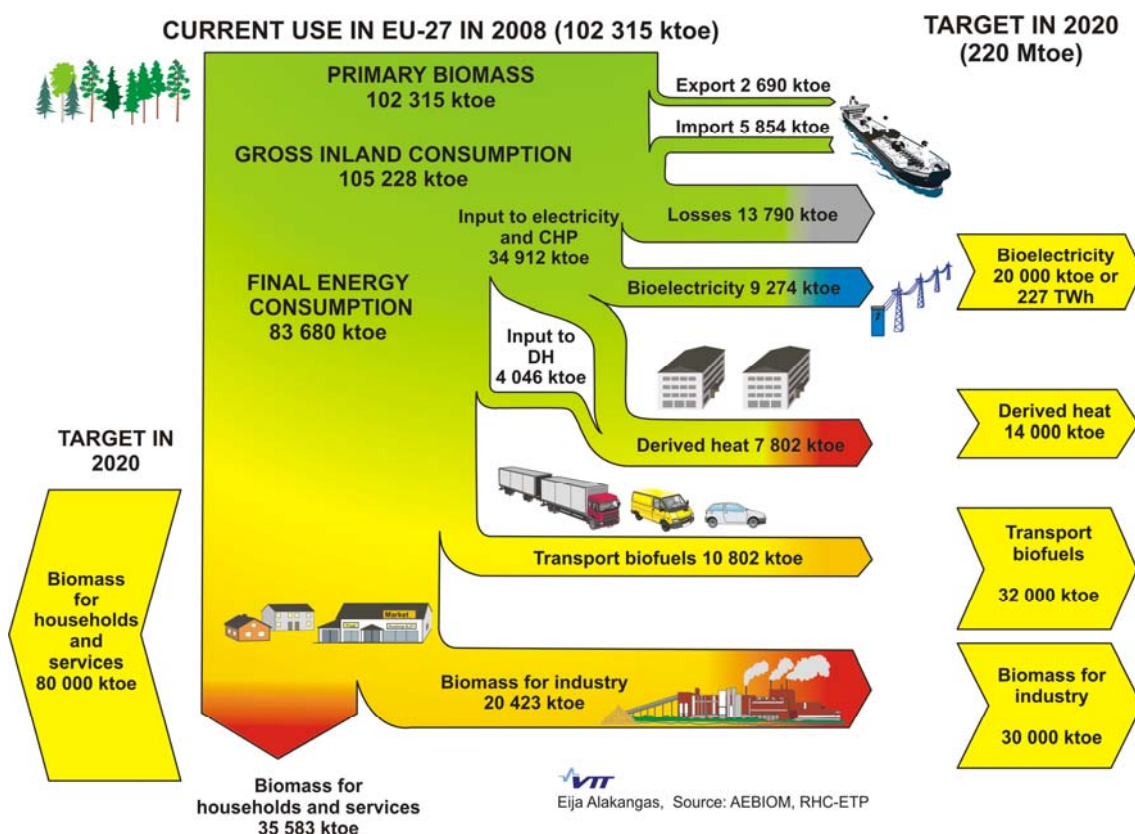 CURRENT USE IN EU-27 IN 2008 (102 315 ktoe)
TARGET IN 2020
(220 Mtoe)
PRIMARY BIOMASS
102 315 ktoe
Export 2 690 ktoe
Import 5 854 ktoe
GROSS INLAND CONSUMPTION
105 228 ktoe
Losses 13 790 ktoe
Input to electricity
and CHP
34 912 ktoe
Bioelectricity 9 274 ktoe
Bioelectricity
20 000 ktoe or
227 TWh
FINAL ENERGY
CONSUMPTION
83 680 ktoe
Input to
DH
4 046 ktoe
Derived heat 7 802 ktoe
Derived heat
14 000 ktoe
TARGET IN
2020
Transport biofuels 10 802 ktoe
Transport
biofuels
32 000 ktoe
Biomass
for
households
and
services
80 000 ktoe
Market
Biomass for industry
20 423 ktoe
Biomass for
industry
30 000 ktoe
Biomass for
households and services
35 583 ktoe
VTT
Eija Alakangas, Source: AEBIOM, RHC-ETP